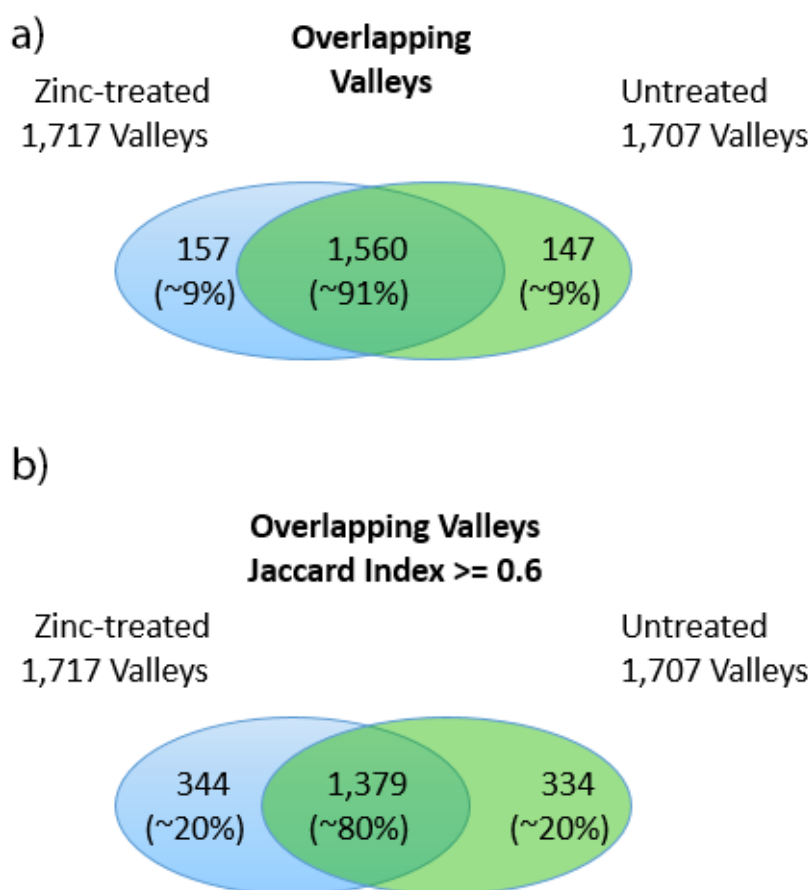 a)
Overlapping
Valleys
Zinc-treated
1,717 Valleys
Untreated
1,707 Valleys
157
(~9%)
1,560
(~91%)
147
(~9%)
b)
Overlapping Valleys
Jaccard Index >= 0.6
Zinc-treated
1,717 Valleys
Untreated
1,707 Valleys
344
(~20%)
1,379
(~80%)
334
(~20%)